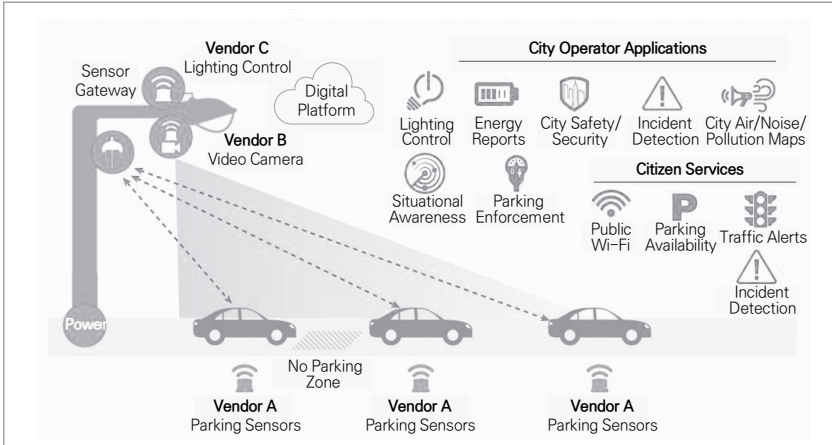 Vendor C
Lighting Control
Sensor
Gateway
Digital
Platform
Vendor B
Video Camera
City Operator Applications
Lighting
Control
Energy
Reports
City Safety/
Security
Incident
Detection
City Air/Noise/
Pollution Maps
Situational
Awareness
Parking
Enforcement
Citizen Services
Public
Wi-Fi
P
Parking
Availability
Traffic Alerts
Incident
Detection
Power
No Parking
Zone
Vendor A
Parking Sensors
Vendor A
Parking Sensors
Vendor A
Parking Sensors